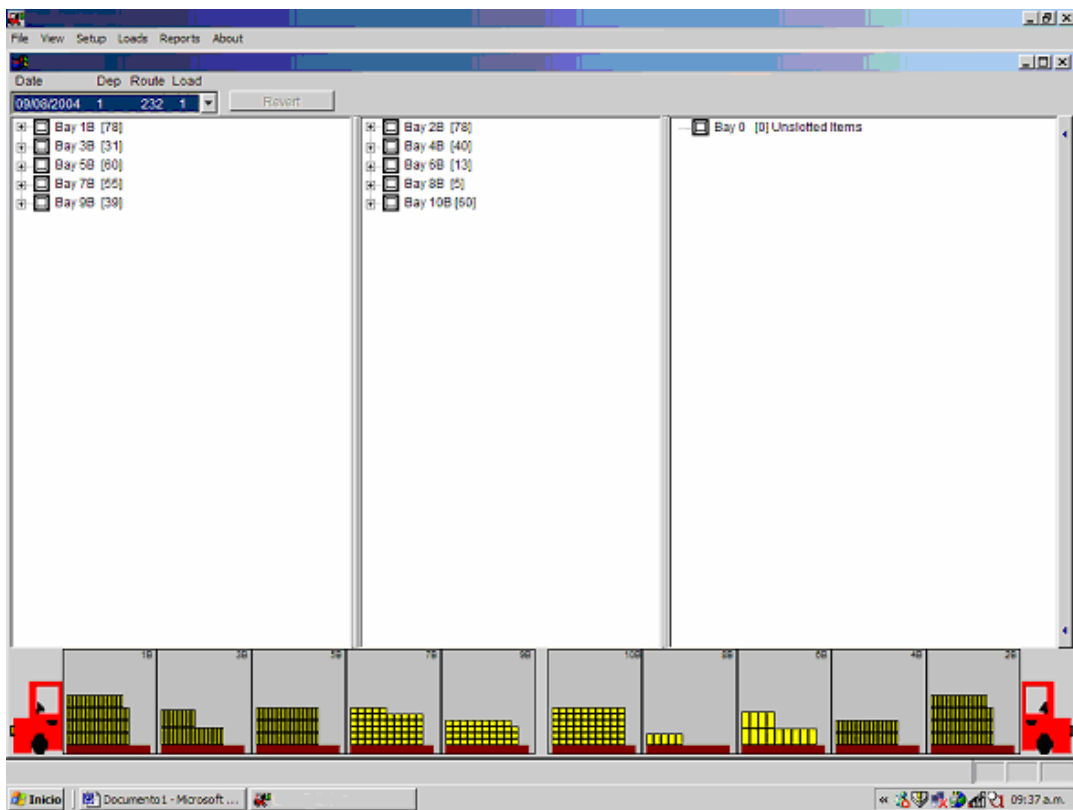 File View Setup Loads Reports About
Date Dep Route Load
09/08/2004 1 232 1
Revert
Bay 1B [78]
Bay 3B [31]
Bay 5B [60]
Bay 7B [55]
Bay 9B [39]
Bay 2B [78]
Bay 4B [40]
Bay 6B [13]
Bay 8B [5]
Bay 10B [60]
Bay 0 [0] Unslotted Items
1B 3B 5B 7B 9B 10B 8B 6B 4B 2B
Inicio Documento1 - Microsoft ... « 09:37 a.m.